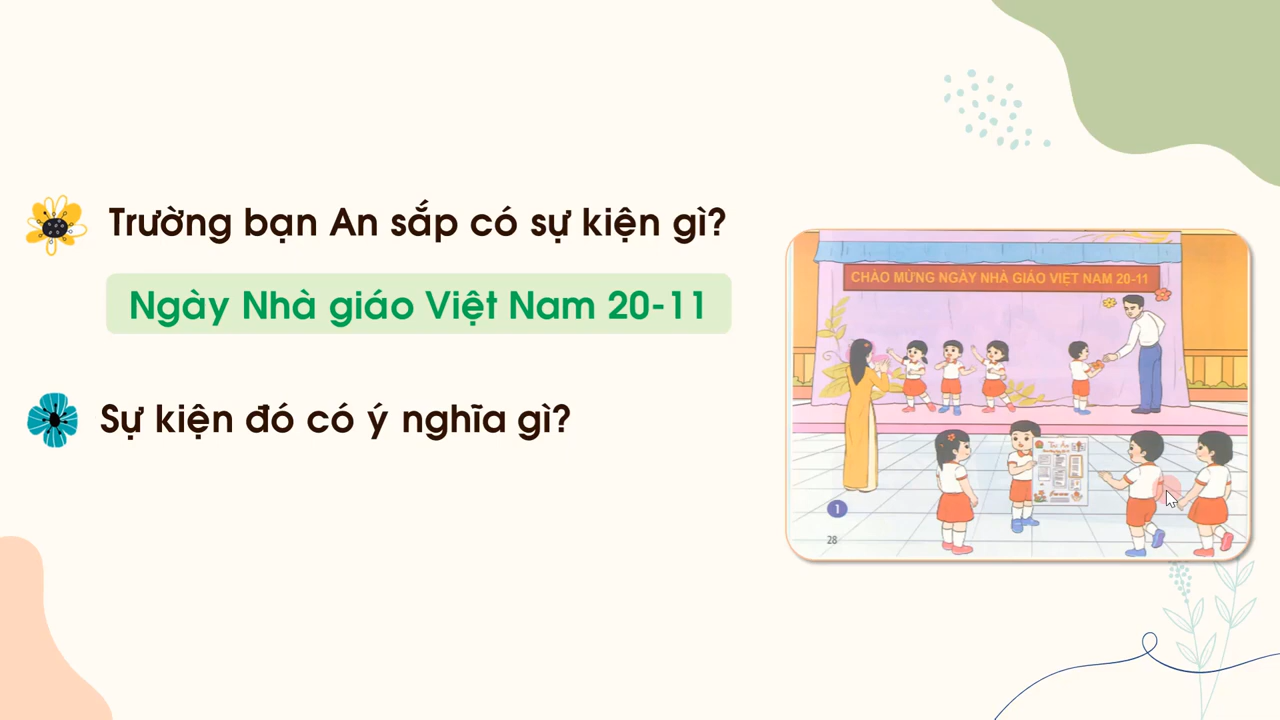 Trường bạn An sắp có sự kiện gì?
Ngày Nhà giáo Việt Nam 20-11
Sự kiện đó có ý nghĩa gì?
CHÀO MỪNG NGÀY NHÀ GIÁO VIỆT NAM 20-11
1
28